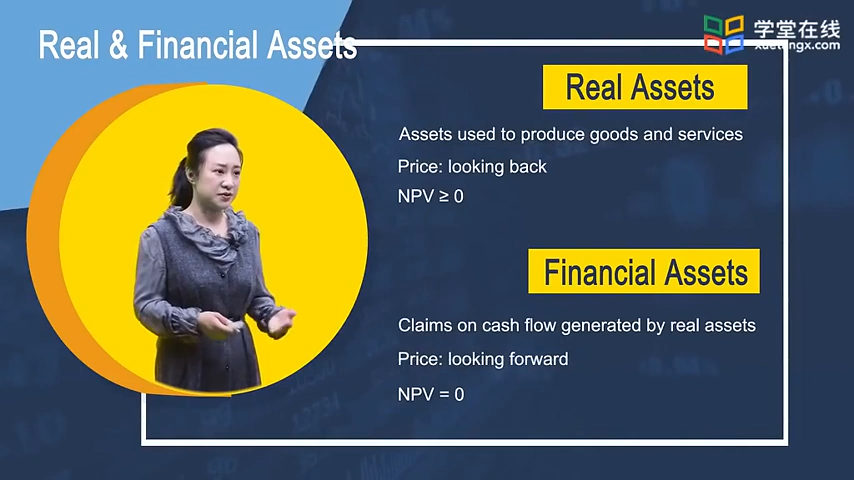 Real & Financial Assets
学堂在线
xuetangx.com
Real Assets
Assets used to produce goods and services
Price: looking back
NPV ≥ 0
Financial Assets
Claims on cash flow generated by real assets
Price: looking forward
NPV = 0